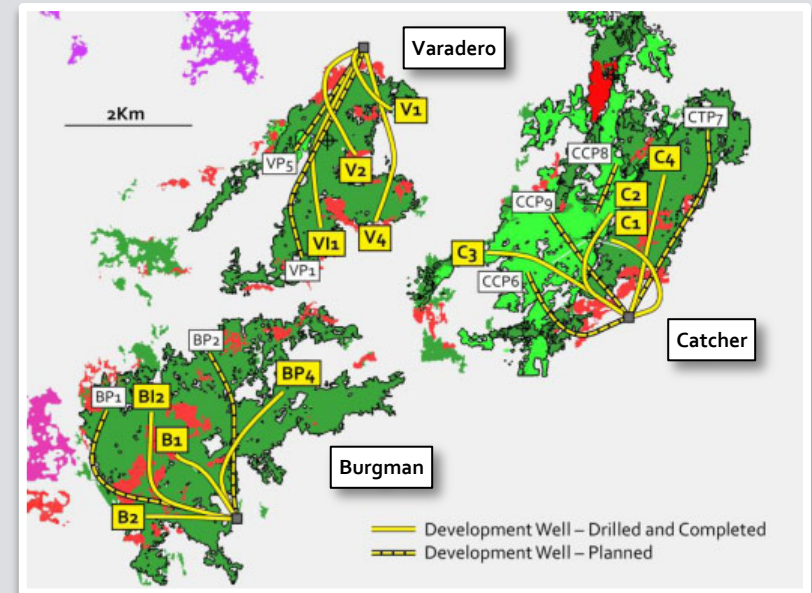 Varadero
2Km
V1
VP5
V2
VI1
V4
VP1
CTP7
CCP8
C4
C2
CCP9
C1
C3
CCP6
Catcher
BP2
BP4
BP1
BI2
B1
Burgman
B2
Development Well – Drilled and Completed
Development Well – Planned